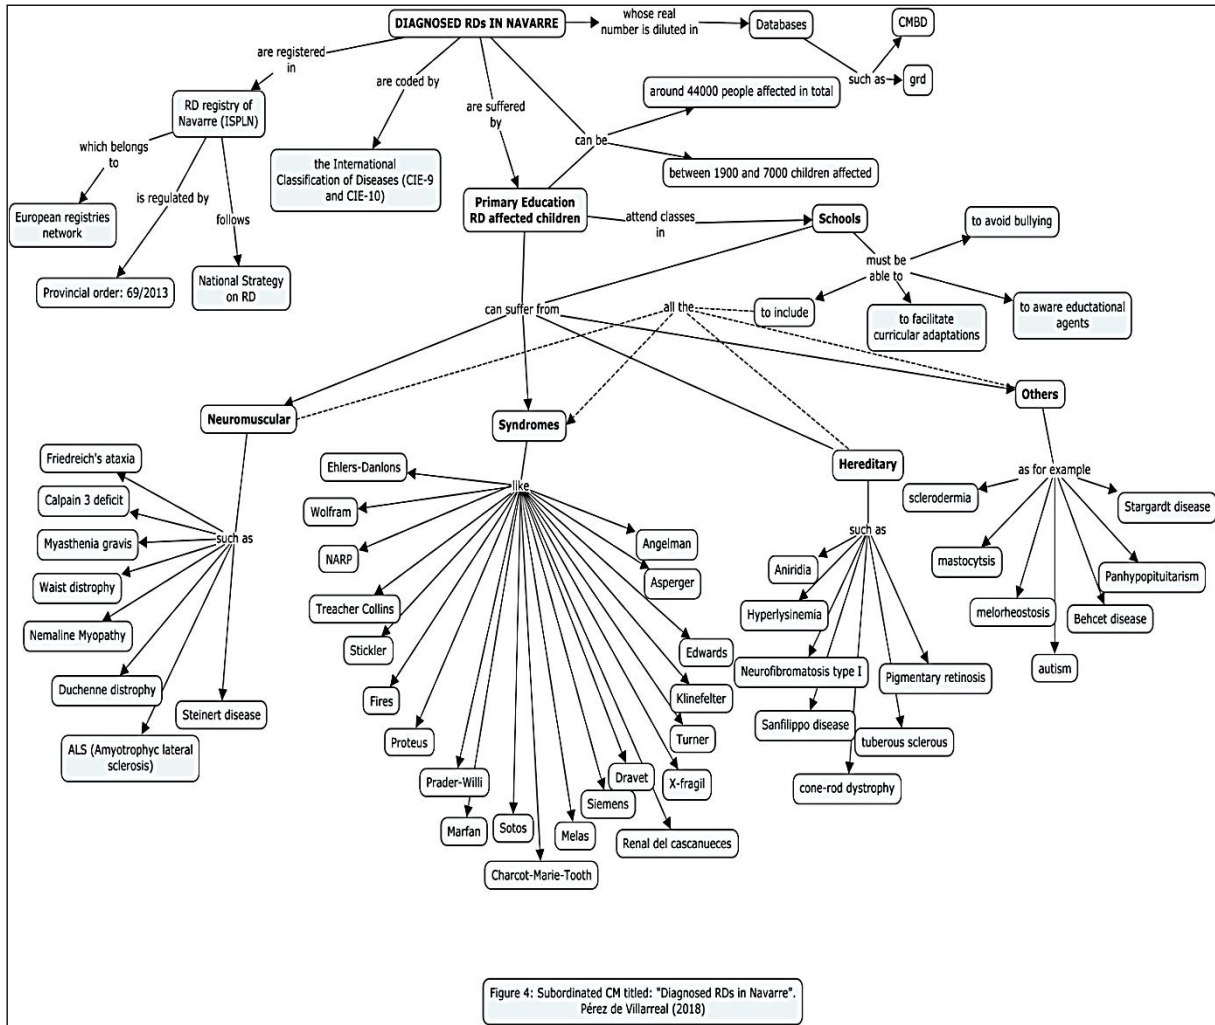 DIAGNOSED RDs IN NAVARRE
whose real
number is diluted in
Databases
CMBD
such as
grd
are registered
in
are coded by
are suffered
by
can be
around 44000 people affected in total
between 1900 and 7000 children affected
RD registry of
Navarre (ISPLN)
which belongs
to
is regulated by
follows
European registries
network
Provincial order: 69/2013
National Strategy
on RD
the International
Classification of Diseases (CIE-9
and CIE-10)
Primary Education
RD affected children
attend classes
in
Schools
must be
able to
to avoid bullying
to include
to facilitate
curricular adaptations
to aware eductational
agents
can suffer from
all the
Neuromuscular
Syndromes
Hereditary
Others
such as
Friedreich's ataxia
Calpain 3 deficit
Myasthenia gravis
Waist distrophy
Nemaline Myopathy
Duchenne distrophy
ALS (Amyotrophyc lateral
sclerosis)
Steinert disease
like
Ehlers-Danlons
Wolfram
NARP
Treacher Collins
Stickler
Fires
Proteus
Prader-Willi
Marfan
Sotos
Charcot-Marie-Tooth
Melas
Siemens
Dravet
Renal del cascanueces
X-fragil
Turner
Klinefelter
Edwards
Asperger
Angelman
such as
Aniridia
Hyperlysinemia
Neurofibromatosis type I
Sanfilippo disease
cone-rod dystrophy
tuberous sclerous
Pigmentary retinosis
as for example
sclerodermia
mastocytsis
melorheostosis
autism
Behcet disease
Panhypopituitarism
Stargardt disease
Figure 4: Subordinated CM titled: "Diagnosed RDs in Navarre".
Pérez de Villarreal (2018)